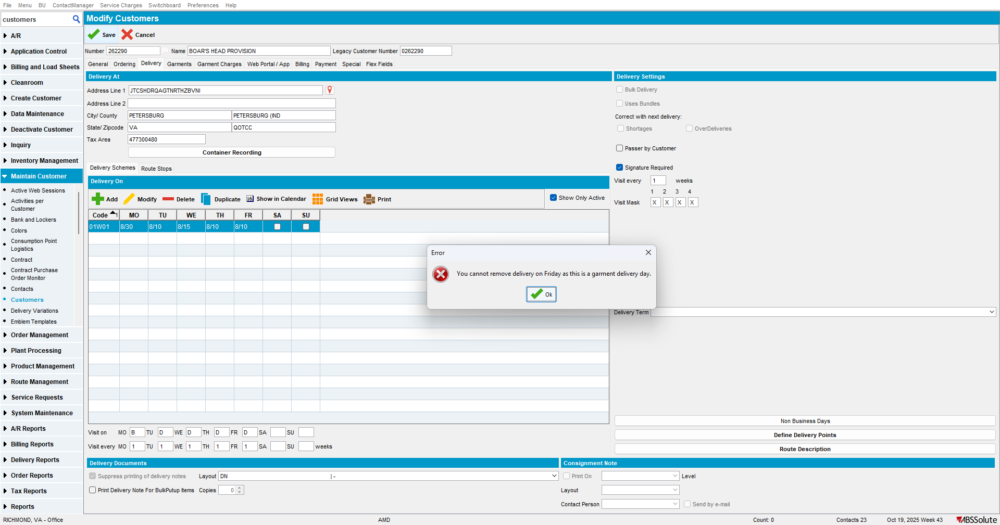 File Menu BU ContactManager Service Charges Switchboard Preferences Help
customers
Modify Customers
Save Cancel
Number 262290 ... Name BOAR'S HEAD PROVISION Legacy Customer Number 0262290
General Ordering Delivery Garments Garment Charges Web Portal / App Billing Payment Special Flex Fields
A/R
Application Control
Billing and Load Sheets
Cleanroom
Create Customer
Data Maintenance
Deactivate Customer
Inquiry
Inventory Management
Maintain Customer
Active Web Sessions
Activities per
Customer
Bank and Lockers
Colors
Consumption Point
Logistics
Contract
Contract Purchase
Order Monitor
Contacts
Customers
Delivery Variations
Emblem Templates
Order Management
Plant Processing
Product Management
Route Management
Service Requests
System Maintenance
A/R Reports
Billing Reports
Delivery Reports
Order Reports
Tax Reports
Reports
Delivery At
Address Line 1 JTCSHDRQAGTNRTHZBVNI
Address Line 2
City/ County PETERSBURG PETERSBURG (IND
State/ Zipcode VA QOTCC
Tax Area 477300480
Container Recording
Delivery Schemes Route Stops
Delivery On
Add Modify Delete Duplicate 16 Show in Calendar Grid Views Print Show Only Active
Code 1 MO TU WE TH FR SA SU
01W01 8/30 8/10 8/15 8/10 8/10
Visit on MO B TU D WE D TH D FR D SA SU
Visit every MO 1 TU 1 WE 1 TH 1 FR 1 SA SU weeks
Delivery Settings
Bulk Delivery
Uses Bundles
Correct with next delivery:
Shortages OverDeliveries
Passer by Customer
Signature Required
Visit every 1 weeks
1 2 3 4
Visit Mask X X X X
Error
You cannot remove delivery on Friday as this is a garment delivery day.
Ok
Delivery Term
Non Business Days
Define Delivery Points
Route Description
Delivery Documents
Suppress printing of delivery notes Layout DN | -
Print Delivery Note For BulkPutup Items Copies 0
Consignment Note
Print On Level
Layout
Contact Person Send by e-mail
RICHMOND, VA - Office AMD Count: 0 Contacts 23 Oct 19, 2025 Week 43 ABSSolute